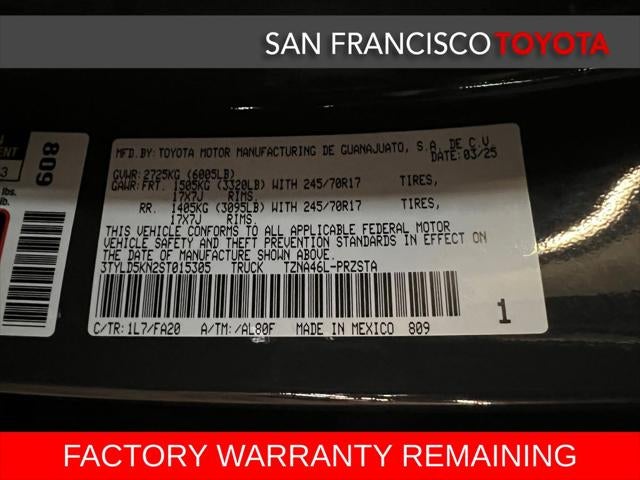 SAN FRANCISCO TOYOTA
MFD.BY: TOYOTA MOTOR MANUFACTURING DE GUANAJUATO, S.A. DE C.V.
DATE: 03/25
GVWR: 2725KG (6005LB)
GAWR: FRT. 1505KG (3320LB) WITH 245/70R17 TIRES,
17X7J RIMS.
RR. 1405KG (3095LB) WITH 245/70R17 TIRES,
17X7J RIMS.
THIS VEHICLE CONFORMS TO ALL APPLICABLE FEDERAL MOTOR
VEHICLE SAFETY AND THEFT PREVENTION STANDARDS IN EFFECT ON
THE DATE OF MANUFACTURE SHOWN ABOVE.
3TYLD5KN2ST015305 TRUCK TZNA46L-PRZSTA
C/TR: 1L7/FA20 A/TM: /AL80F MADE IN MEXICO 809
1
809
lbs.
lb.
FACTORY WARRANTY REMAINING